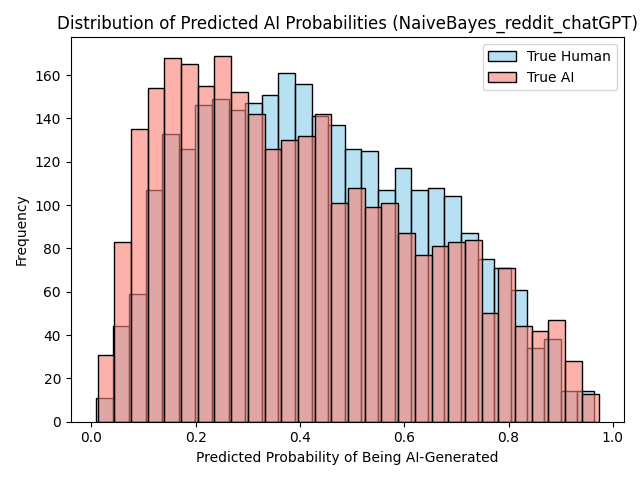 Distribution of Predicted AI Probabilities (NaiveBayes_reddit_chatGPT)
True Human
True AI
Frequency
160
140
120
100
80
60
40
20
0
0.0 0.2 0.4 0.6 0.8 1.0
Predicted Probability of Being AI-Generated